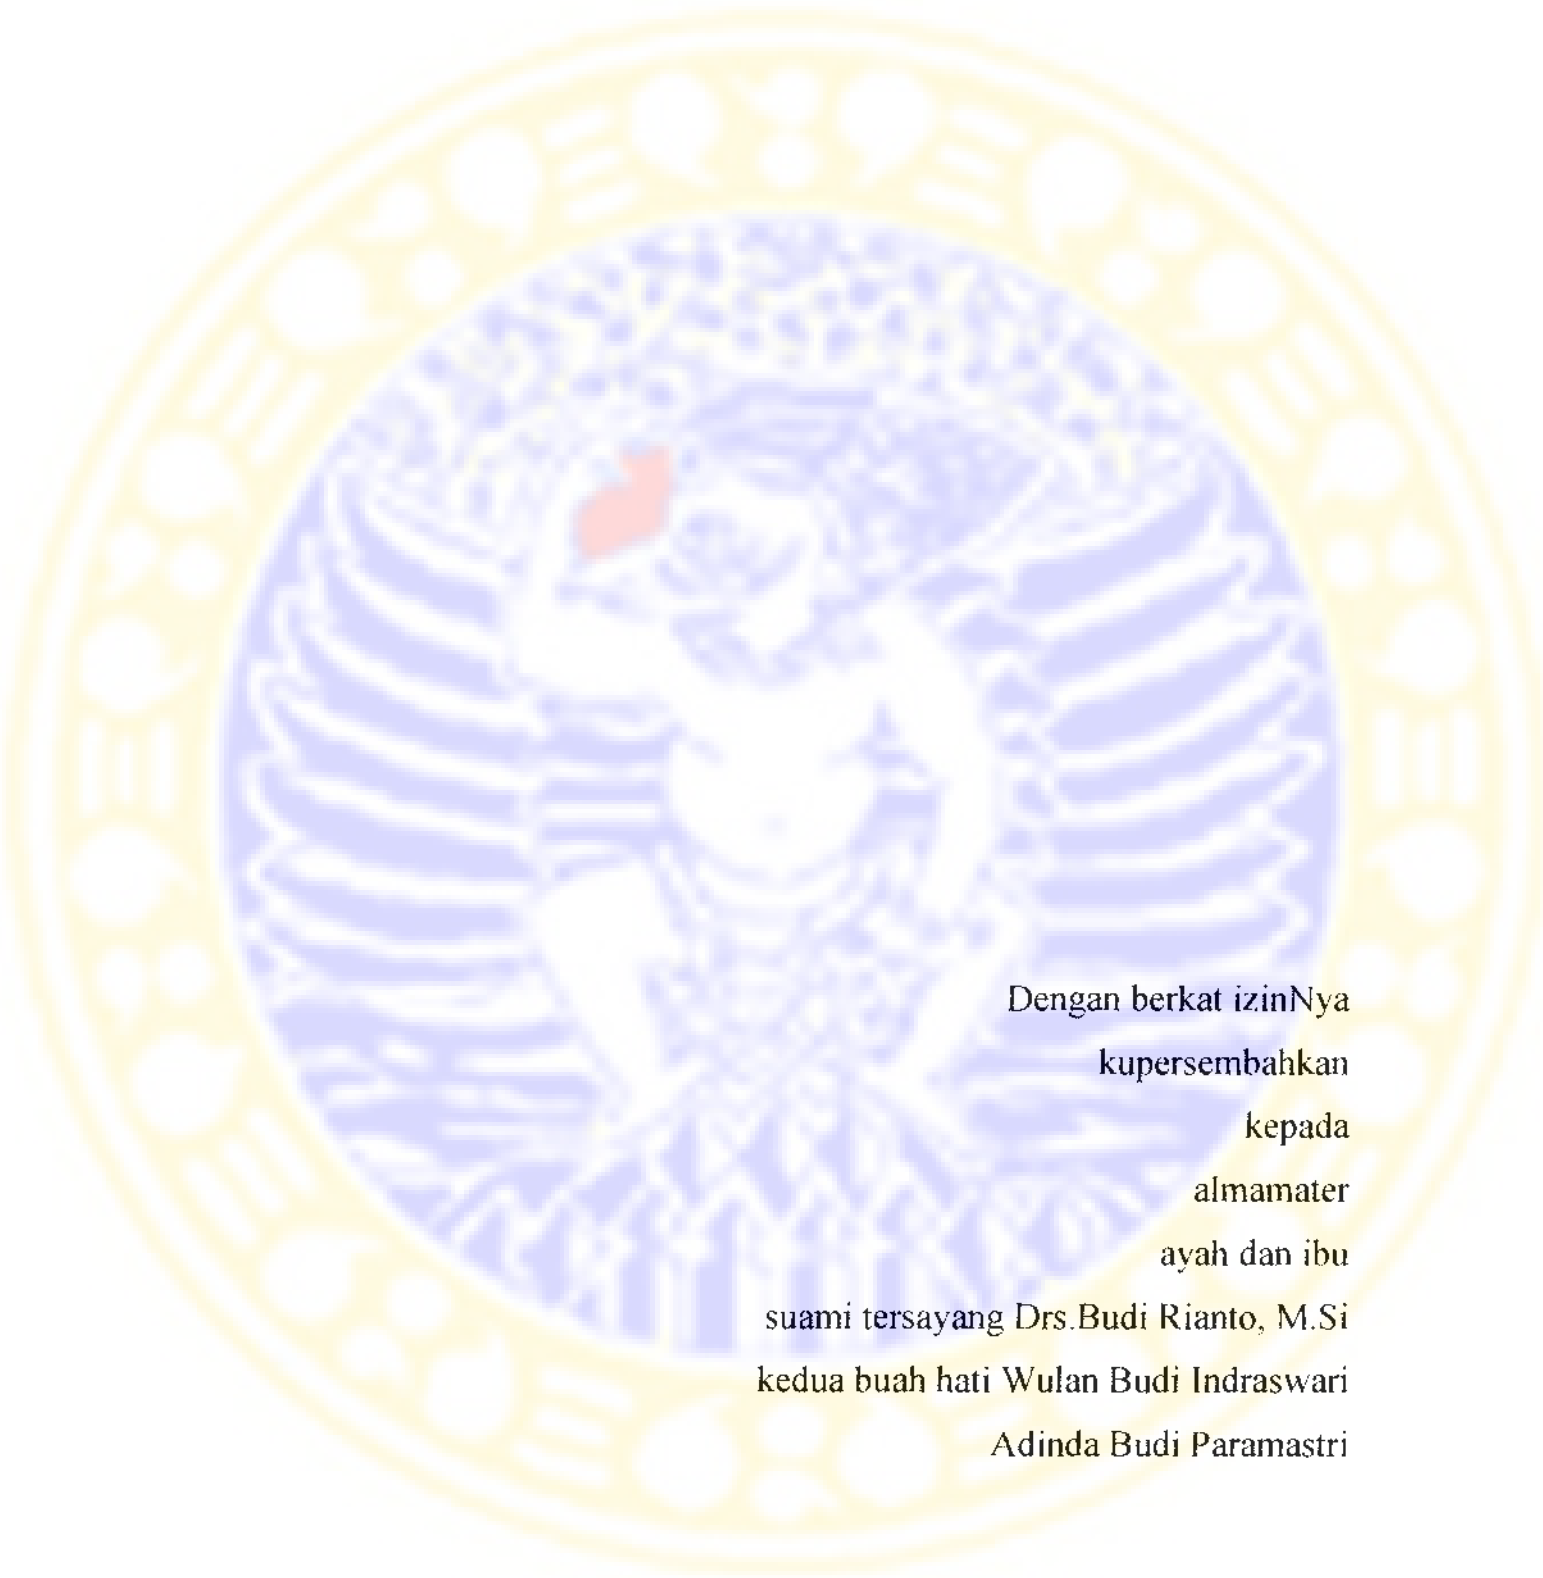 Dengan berkat izinNya
kupersembahkan
kepada
almamater
ayah dan ibu
suami tersayang Drs.Budi Rianto, M.Si
kedua buah hati Wulan Budi Indraswari
Adinda Budi Paramastri